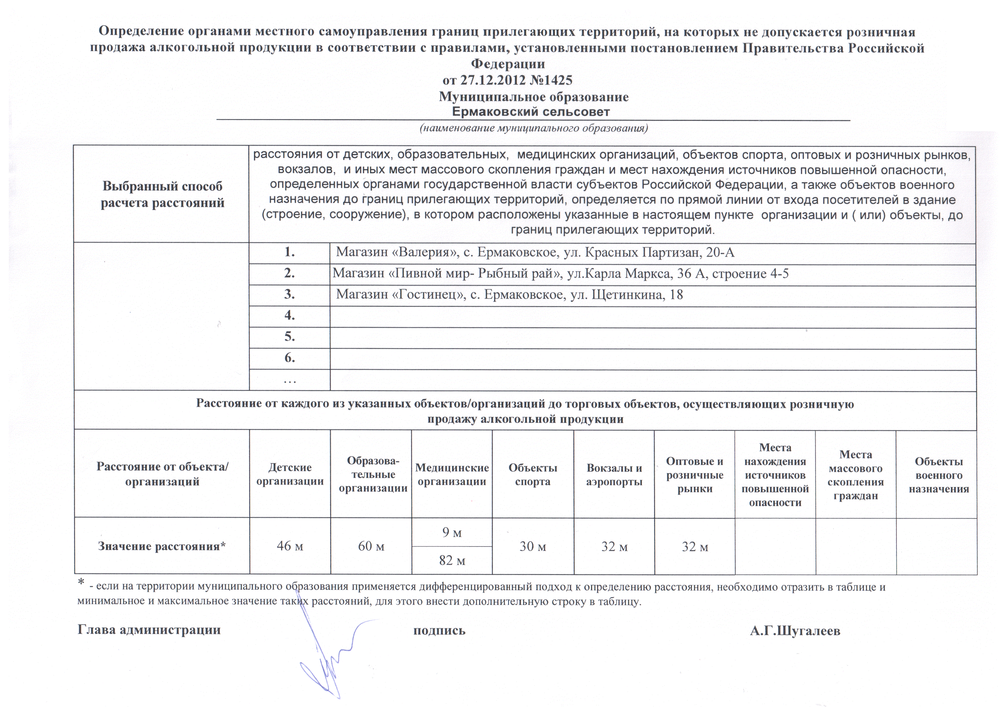 Определение органами местного самоуправления границ прилегающих территорий, на которых не допускается розничная
продажа алкогольной продукции в соответствии с правилами, установленными постановлением Правительства Российской
Федерации
от 27.12.2012 №1425
Муниципальное образование
Ермаковский сельсовет
(наименование муниципального образования)
Выбранный способ
расчета расстояний
расстояния от детских, образовательных,  медицинских организаций, объектов спорта, оптовых и розничных рынков,
вокзалов,  и иных мест массового скопления граждан и мест нахождения источников повышенной опасности,
определенных органами государственной власти субъектов Российской Федерации, а также объектов военного
назначения до границ прилегающих территорий, определяется по прямой линии от входа посетителей в здание
(строение, сооружение), в котором расположены указанные в настоящем пункте  организации и ( или) объекты, до
границ прилегающих территорий.
1. Магазин «Валерия», с. Ермаковское, ул. Красных Партизан, 20-А
2. Магазин «Пивной мир- Рыбный рай», ул.Карла Маркса, 36 А, строение 4-5
3. Магазин «Гостинец», с. Ермаковское, ул. Щетинкина, 18
4.
5.
6.
…
Расстояние от каждого из указанных объектов/организаций до торговых объектов, осуществляющих розничную
продажу алкогольной продукции
Расстояние от объекта/
организаций
Детские
организации
Образова-
тельные
организации
Медицинские
организации
Объекты
спорта
Вокзалы и
аэропорты
Оптовые и
розничные
рынки
Места
нахождения
источников
повышенной
опасности
Места
массового
скопления
граждан
Объекты
военного
назначения
Значение расстояния*
46 м
60 м
9 м
82 м
30 м
32 м
32 м
* - если на территории муниципального образования применяется дифференцированный подход к определению расстояния, необходимо отразить в таблице и
минимальное и максимальное значение таких расстояний, для этого внести дополнительную строку в таблицу.
Глава администрации подпись А.Г.Шугалеев